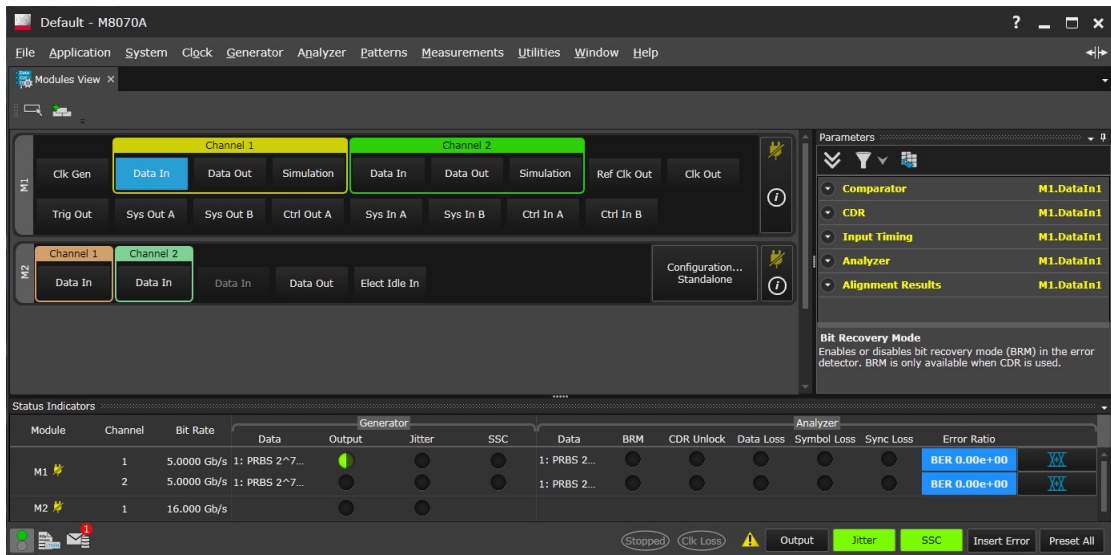 Default - M8070A
File Application System Clock Generator Analyzer Patterns Measurements Utilities Window Help
Modules View
Channel 1 Channel 2
M1
Clk Gen Data In Data Out Simulation Data In Data Out Simulation Ref Clk Out Clk Out
Trig Out Sys Out A Sys Out B Ctrl Out A Sys In A Sys In B Ctrl In A Ctrl In B
M2
Channel 1 Channel 2
Data In Data In Data In Data Out Elect Idle In
Configuration...
Standalone
Parameters
Comparator M1.DataIn1
CDR M1.DataIn1
Input Timing M1.DataIn1
Analyzer M1.DataIn1
Alignment Results M1.DataIn1
Bit Recovery Mode
Enables or disables bit recovery mode (BRM) in the error
detector. BRM is only available when CDR is used.
Status Indicators
Generator Analyzer
Module Channel Bit Rate Data Output Jitter SSC Data BRM CDR Unlock Data Loss Symbol Loss Sync Loss Error Ratio
M1
1 5.0000 Gb/s 1: PRBS 2^7... 1: PRBS 2... BER 0.00e+00
2 5.0000 Gb/s 1: PRBS 2^7... 1: PRBS 2... BER 0.00e+00
M2 1 16.000 Gb/s
1
Stopped Clk Loss Output Jitter SSC Insert Error Preset All